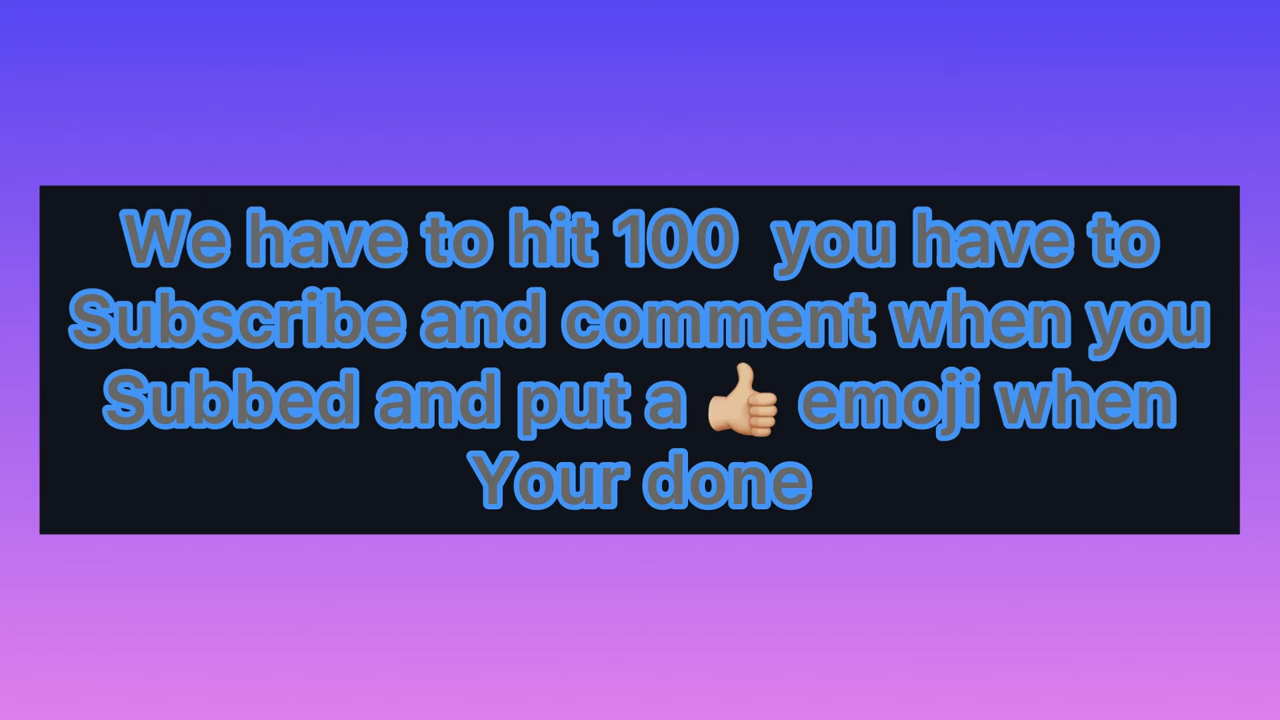 We have to hit 100  you have to
Subscribe and comment when you
Subbed and put a 👍🏼 emoji when
Your done